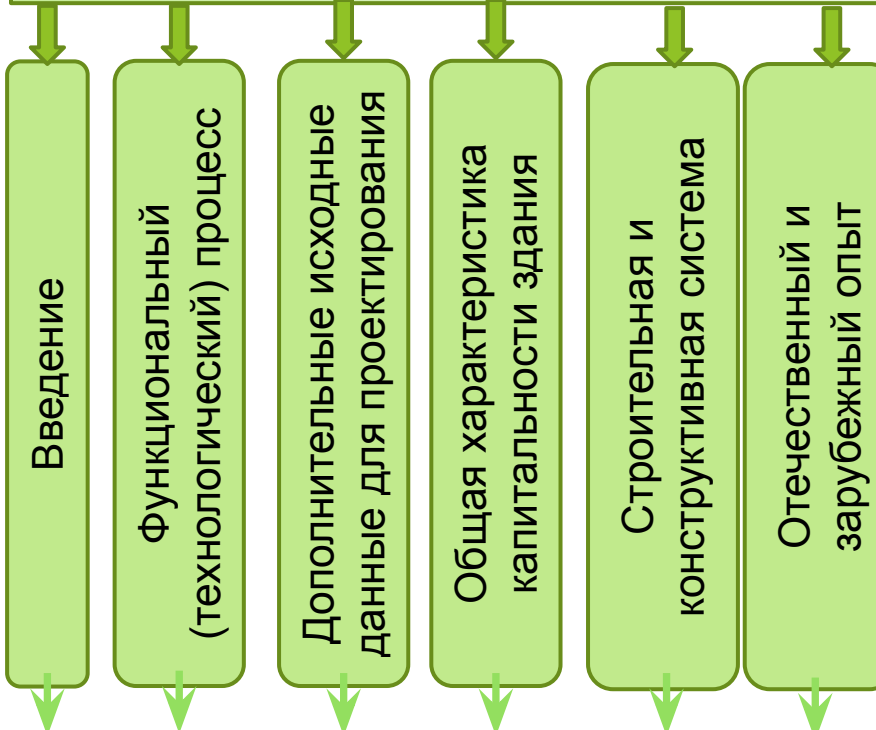 Введение
Функциональный
(технологический) процесс
Дополнительные исходные
данные для проектирования
Общая характеристика
капитальности здания
Строительная и
конструктивная система
Отечественный и
зарубежный опыт